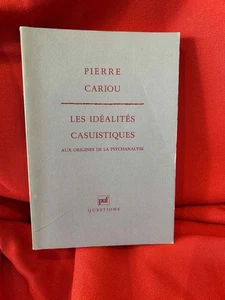 PIERRE
CARIOU
LES IDÉALITÉS
CASUISTIQUES
AUX ORIGINES DE LA PSYCHANALYSE
puf
QUESTIONS